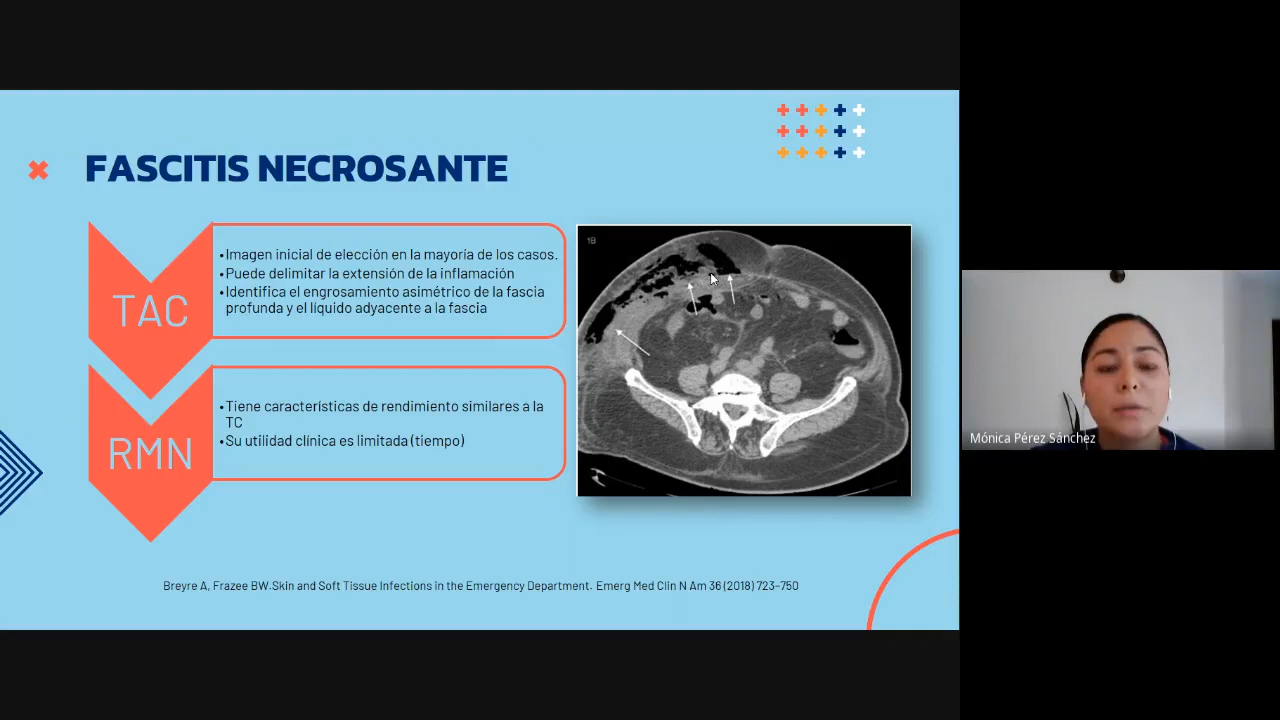 FASCITIS NECROSANTE
TAC
•Imagen inicial de elección en la mayoría de los casos.
•Puede delimitar la extensión de la inflamación
•Identifica el engrosamiento asimétrico de la fascia
profunda y el líquido adyacente a la fascia
RMN
•Tiene características de rendimiento similares a la
TC
•Su utilidad clínica es limitada (tiempo)
1B
Breyre A, Frazee BW.Skin and Soft Tissue Infections in the Emergency Department. Emerg Med Clin N Am 36 (2018) 723–750
Mónica Pérez Sánchez